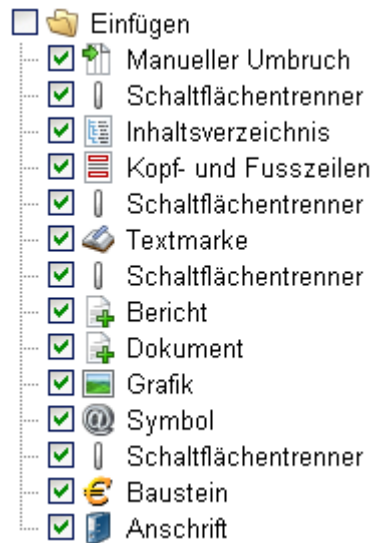 Einfügen
Manueller Umbruch
Schaltflächentrenner
Inhaltsverzeichnis
Kopf- und Fusszeilen
Schaltflächentrenner
Textmarke
Schaltflächentrenner
Bericht
Dokument
Grafik
Symbol
Schaltflächentrenner
Baustein
Anschrift